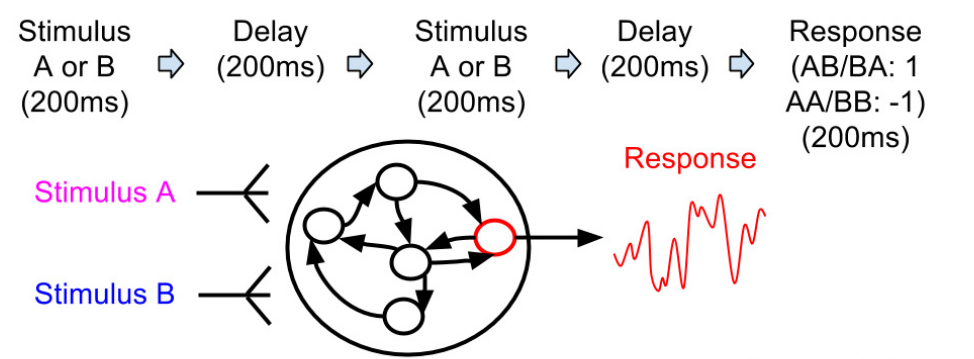 Stimulus
A or B
(200ms)
Delay
(200ms)
Stimulus
A or B
(200ms)
Delay
(200ms)
Response
(AB/BA: 1
AA/BB: -1)
(200ms)
Response
Stimulus A
Stimulus B